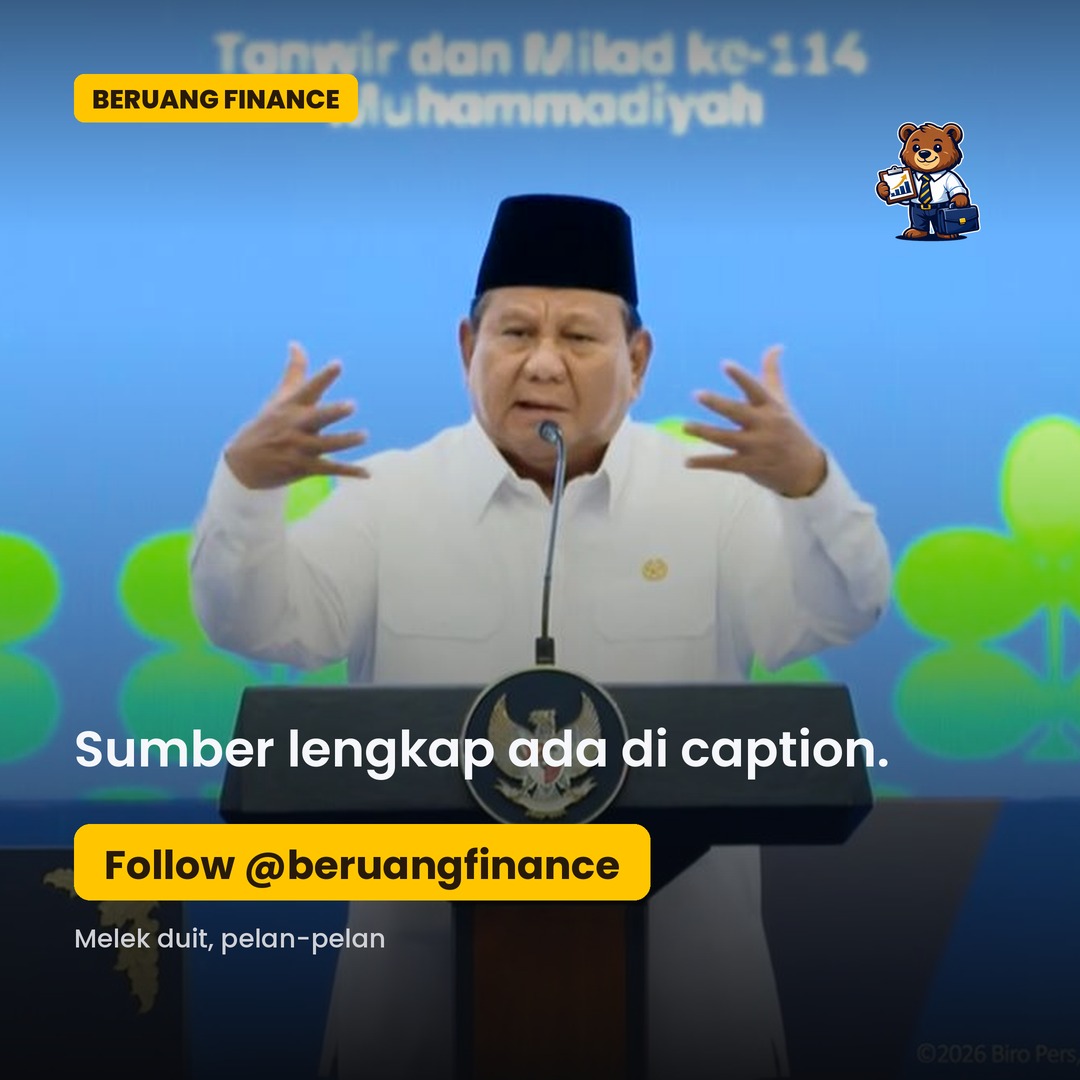 Tanwir dan Milad ke-114
Muhammadiyah
BERUANG FINANCE
Sumber lengkap ada di caption.
Follow @beruangfinance
Melek duit, pelan-pelan
©2026 Biro Pers